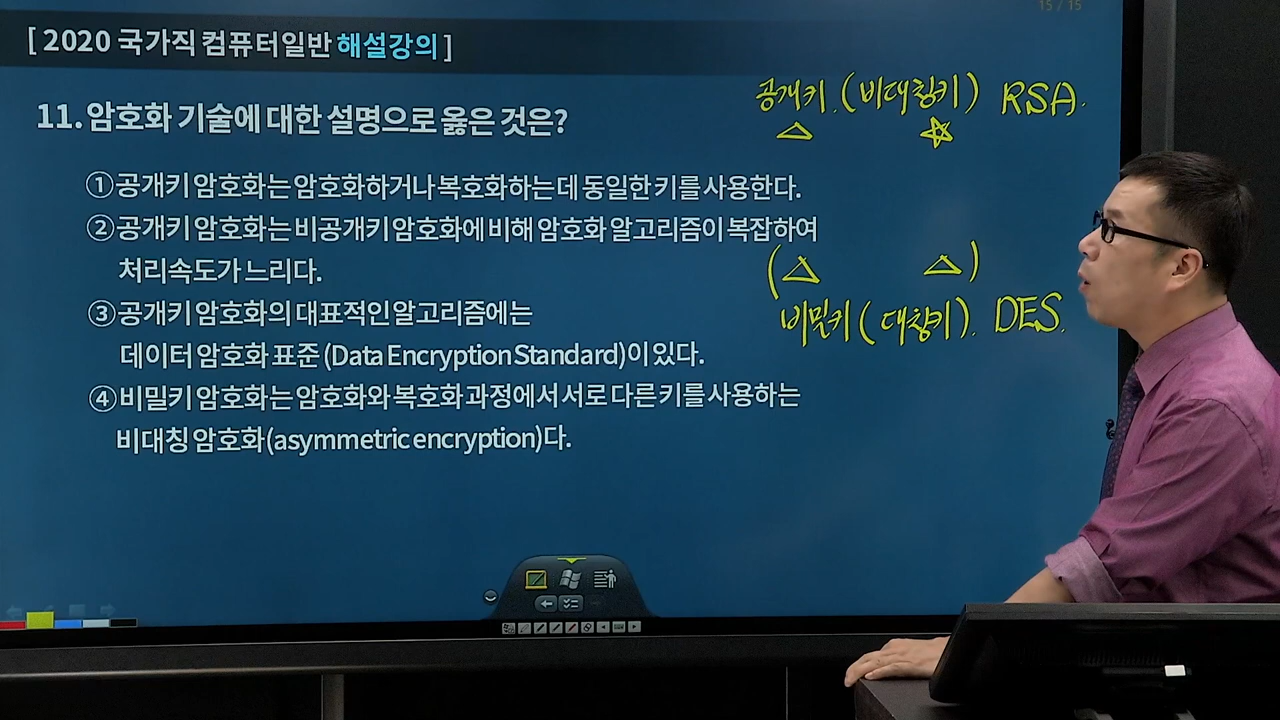 15 / 15
[ 2020 국가직 컴퓨터일반 해설강의 ]
공개키. (비대칭키) RSA.
11. 암호화 기술에 대한 설명으로 옳은 것은?
① 공개키 암호화는 암호화하거나 복호화하는데 동일한 키를 사용한다.
② 공개키 암호화는 비공개키 암호화에 비해 암호화 알고리즘이 복잡하여
처리속도가 느리다.
③ 공개키 암호화의 대표적인 알고리즘에는
비밀키 (대칭키). DES.
데이터 암호화 표준 (Data Encryption Standard)이 있다.
④ 비밀키 암호화는 암호화와 복호화 과정에서 서로 다른 키를 사용하는
비대칭 암호화(asymmetric encryption)다.